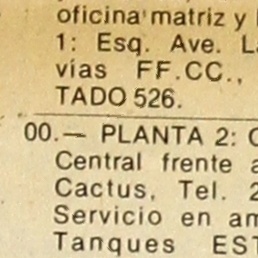 oficina matriz y
1: Esq. Ave. L
vías FF.CC.,
TADO 526.
00.— PLANTA 2: C
Central frente a
Cactus, Tel. 2
Servicio en am
Tanques EST